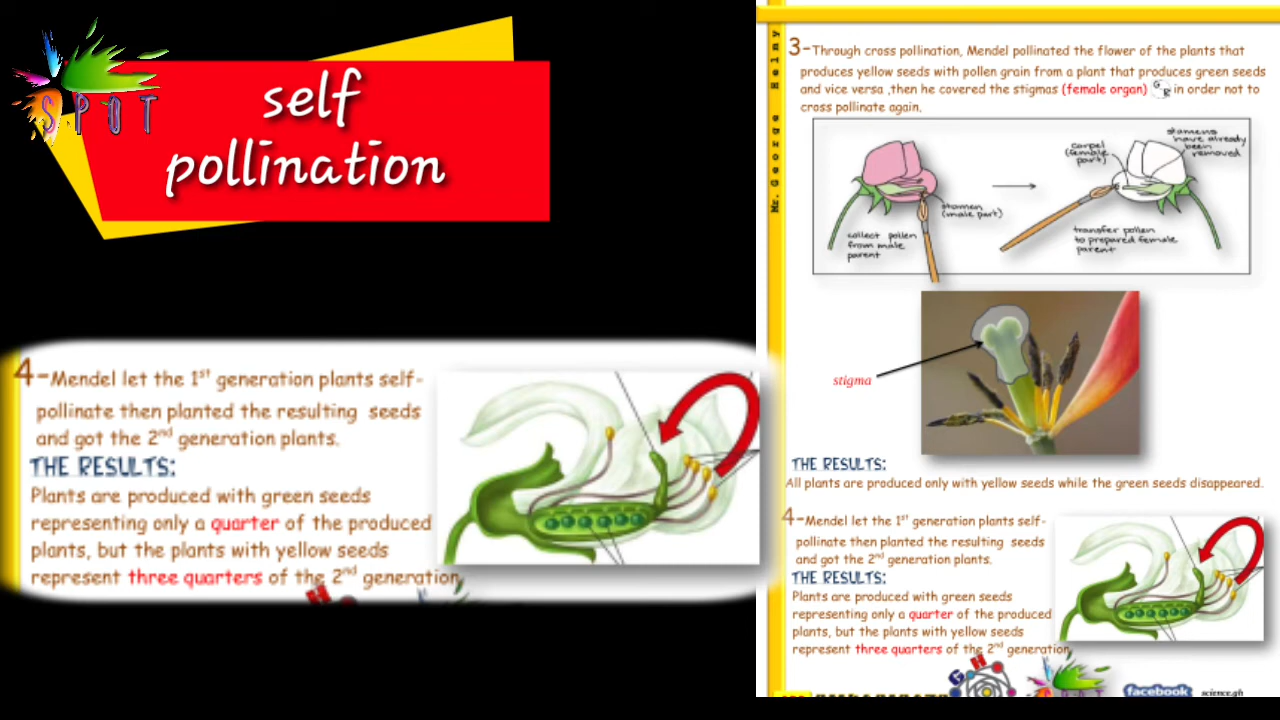 SPOT
self
pollination
4-Mendel let the 1st generation plants self-
pollinate then planted the resulting seeds
and got the 2nd generation plants.
THE RESULTS:
Plants are produced with green seeds
representing only a quarter of the produced
plants, but the plants with yellow seeds
represent three quarters of the 2nd generation
Mr. George Helmy
3-Through cross pollination, Mendel pollinated the flower of the plants that
produces yellow seeds with pollen grain from a plant that produces green seeds
and vice versa ,then he covered the stigmas (female organ) in order not to
cross pollinate again.
stamens
have already
been
removed
carpel
(female
part)
stamen
(male part)
collect pollen
from male
parent
transfer pollen
to prepared female
parent
stigma
THE RESULTS:
All plants are produced only with yellow seeds while the green seeds disappeared.
4-Mendel let the 1st generation plants self-
pollinate then planted the resulting seeds
and got the 2nd generation plants.
THE RESULTS:
Plants are produced with green seeds
representing only a quarter of the produced
plants, but the plants with yellow seeds
represent three quarters of the 2nd generation
G H
SPOT
facebook
science.gh